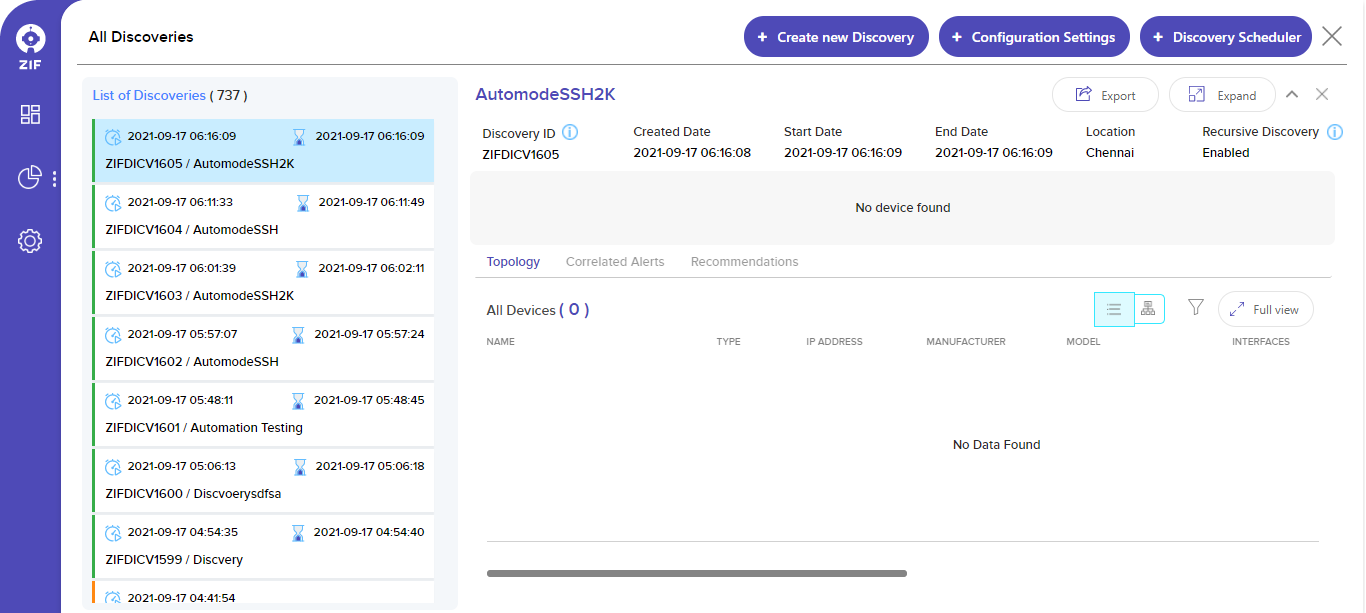 ZIF
All Discoveries
+ Create new Discovery
+ Configuration Settings
+ Discovery Scheduler
List of Discoveries ( 737 )
2021-09-17 06:16:09 2021-09-17 06:16:09
ZIFDICV1605 / AutomodeSSH2K
2021-09-17 06:11:33 2021-09-17 06:11:49
ZIFDICV1604 / AutomodeSSH
2021-09-17 06:01:39 2021-09-17 06:02:11
ZIFDICV1603 / AutomodeSSH2K
2021-09-17 05:57:07 2021-09-17 05:57:24
ZIFDICV1602 / AutomodeSSH
2021-09-17 05:48:11 2021-09-17 05:48:45
ZIFDICV1601 / Automation Testing
2021-09-17 05:06:13 2021-09-17 05:06:18
ZIFDICV1600 / Discvoerysdfsa
2021-09-17 04:54:35 2021-09-17 04:54:40
ZIFDICV1599 / Discvery
2021-09-17 04:41:54
AutomodeSSH2K
Export
Expand
Discovery ID Created Date Start Date End Date Location Recursive Discovery
ZIFDICV1605 2021-09-17 06:16:08 2021-09-17 06:16:09 2021-09-17 06:16:09 Chennai Enabled
No device found
Topology Correlated Alerts Recommendations
All Devices ( 0 )
Full view
NAME TYPE IP ADDRESS MANUFACTURER MODEL INTERFACES
No Data Found